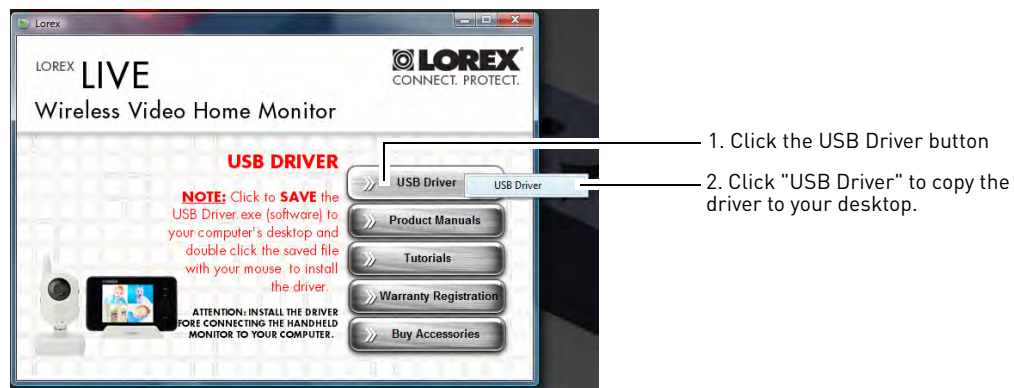 Lorex
LOREX LIVE
Wireless Video Home Monitor
LOREX
CONNECT. PROTECT.
USB DRIVER
NOTE: Click to SAVE the
USB Driver.exe (software) to
your computer's desktop and
double click the saved file
with your mouse to install
the driver.
ATTENTION: INSTALL THE DRIVER
FORE CONNECTING THE HANDHELD
MONITOR TO YOUR COMPUTER.
USB Driver
USB Driver
Product Manuals
Tutorials
Warranty Registration
Buy Accessories
1. Click the USB Driver button
2. Click "USB Driver" to copy the
driver to your desktop.